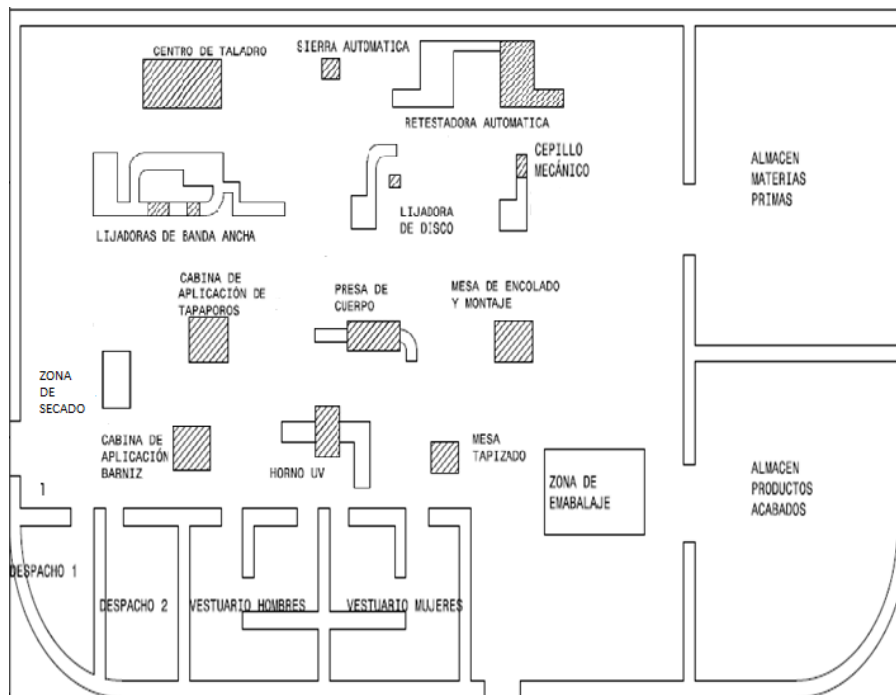 CENTRO DE TALADRO
SIERRA AUTOMATICA
RETESTADORA AUTOMATICA
CEPILLO
MECÁNICO
ALMACEN
MATERIAS
PRIMAS
LIJADORAS DE BANDA ANCHA
LIJADORA
DE DISCO
CABINA DE
APLICACIÓN DE
TAPAPOROS
PRESA DE
CUERPO
MESA DE ENCOLADO
Y MONTAJE
ZONA
DE
SECADO
CABINA DE
APLICACIÓN
BARNIZ
HORNO UV
MESA
TAPIZADO
ZONA DE
EMABALAJE
ALMACEN
PRODUCTOS
ACABADOS
1
DESPACHO 1
DESPACHO 2
VESTUARIO HOMBRES
VESTUARIO MUJERES